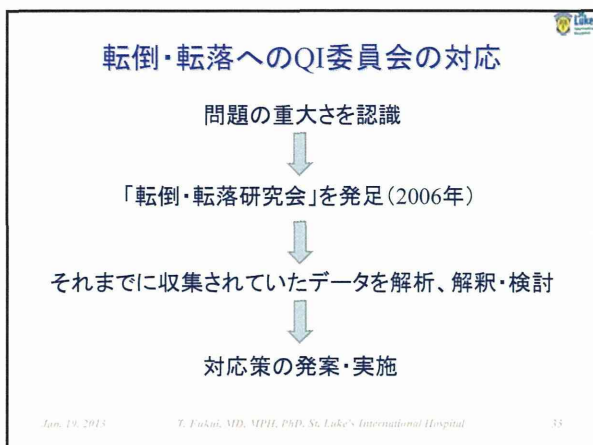 Luke's
転倒・転落へのQI委員会の対応
問題の重大さを認識
「転倒・転落研究会」を発足(2006年)
それまでに収集されていたデータを解析、解釈・検討
対応策の発案・実施
Jan. 19, 2013 T. Fukui, MD, MPH, PhD, St. Luke's International Hospital 33